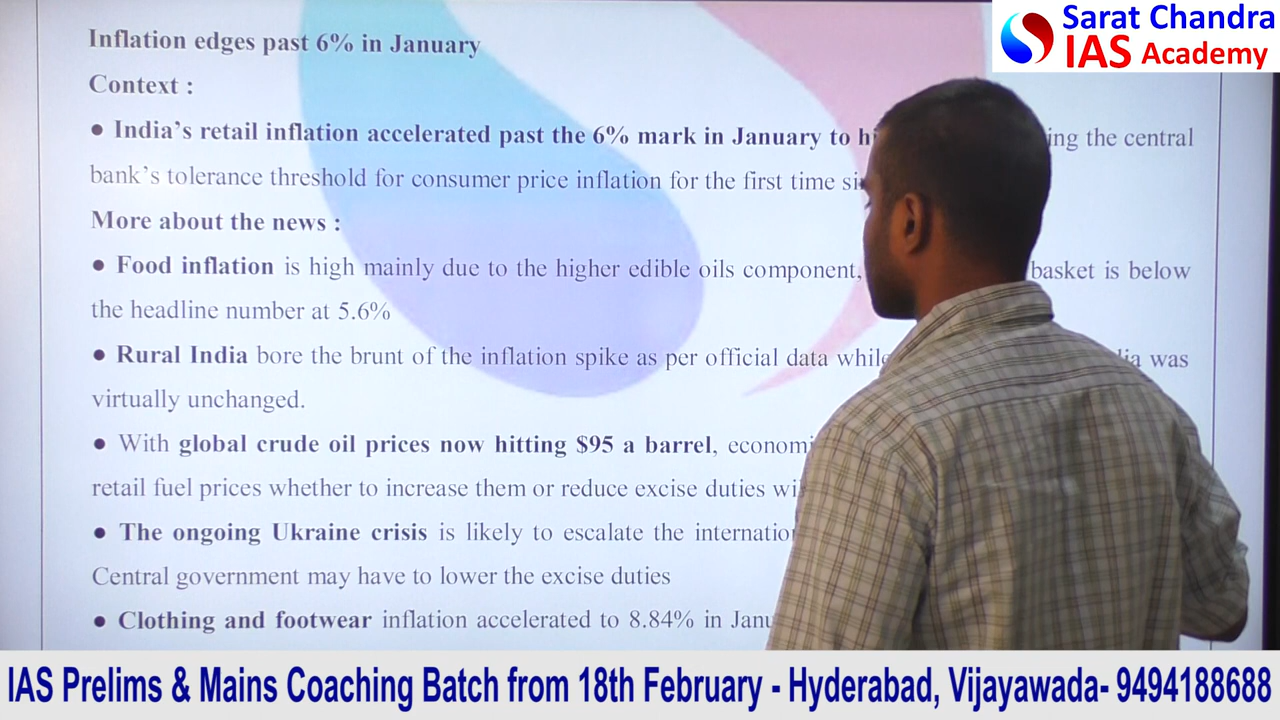 Sarat Chandra
IAS Academy
Inflation edges past 6% in January
Context :
● India's retail inflation accelerated past the 6% mark in January to ing the central
bank's tolerance threshold for consumer price inflation for the first time
More about the news :
● Food inflation is high mainly due to the higher edible oils component, basket is below
the headline number at 5.6%
● Rural India bore the brunt of the inflation spike as per official data while was
virtually unchanged.
● With global crude oil prices now hitting $95 a barrel,
retail fuel prices whether to increase them or reduce excise duties
● The ongoing Ukraine crisis is likely to escalate the
Central government may have to lower the excise duties
● Clothing and footwear inflation accelerated to 8.84% in
IAS Prelims & Mains Coaching Batch from 18th February - Hyderabad, Vijayawada- 9494188688